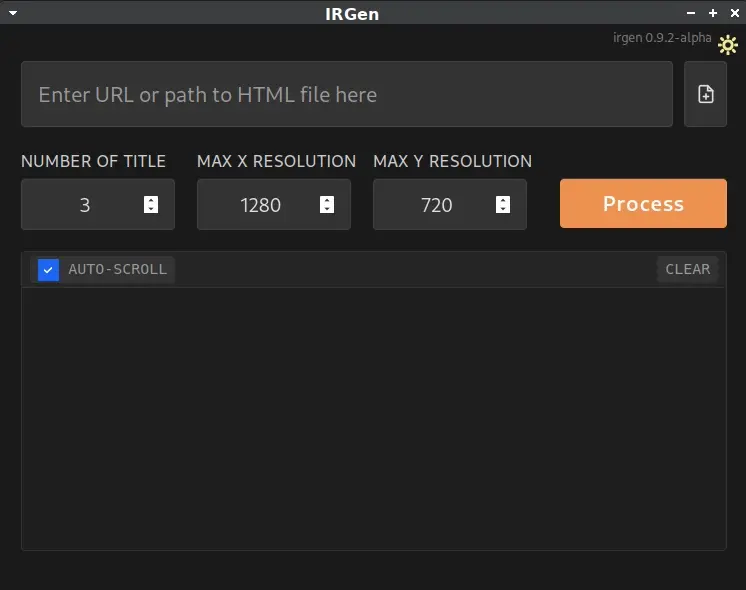 IRGen
irgen 0.9.2-alpha
Enter URL or path to HTML file here
NUMBER OF TITLE MAX X RESOLUTION MAX Y RESOLUTION
3 1280 720 Process
AUTO-SCROLL CLEAR